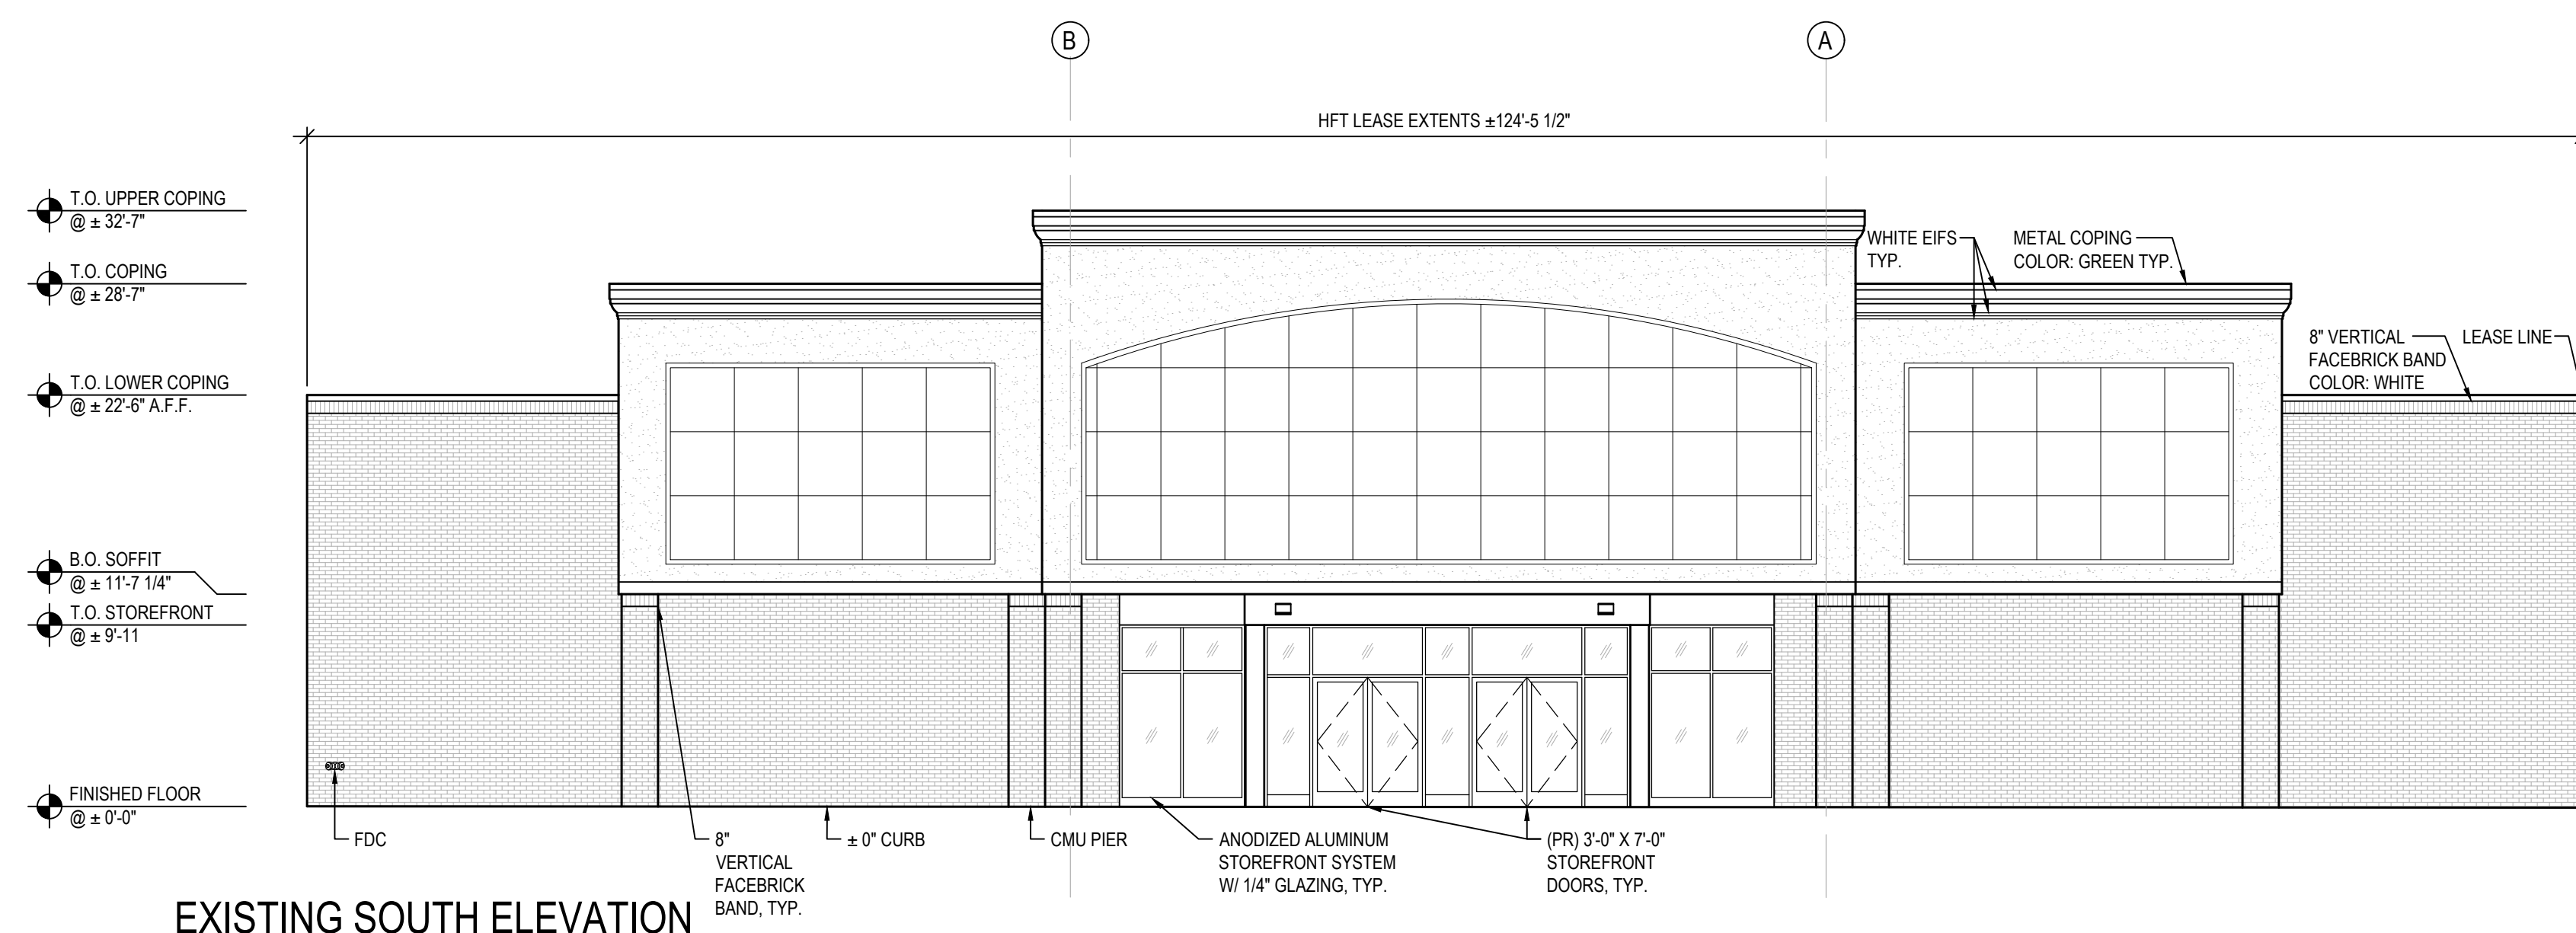 B
A
HFT LEASE EXTENTS ±124'-5 1/2"
T.O. UPPER COPING
@ ± 32'-7"
T.O. COPING
@ ± 28'-7"
T.O. LOWER COPING
@ ± 22'-6" A.F.F.
B.O. SOFFIT
@ ± 11'-7 1/4"
T.O. STOREFRONT
@ ± 9'-11
FINISHED FLOOR
@ ± 0'-0"
WHITE EIFS
TYP.
METAL COPING
COLOR: GREEN TYP.
8" VERTICAL
FACEBRICK BAND
COLOR: WHITE
LEASE LINE
FDC
8"
VERTICAL
FACEBRICK
BAND, TYP.
± 0" CURB
CMU PIER
ANODIZED ALUMINUM
STOREFRONT SYSTEM
W/ 1/4" GLAZING, TYP.
(PR) 3'-0" X 7'-0"
STOREFRONT
DOORS, TYP.
EXISTING SOUTH ELEVATION